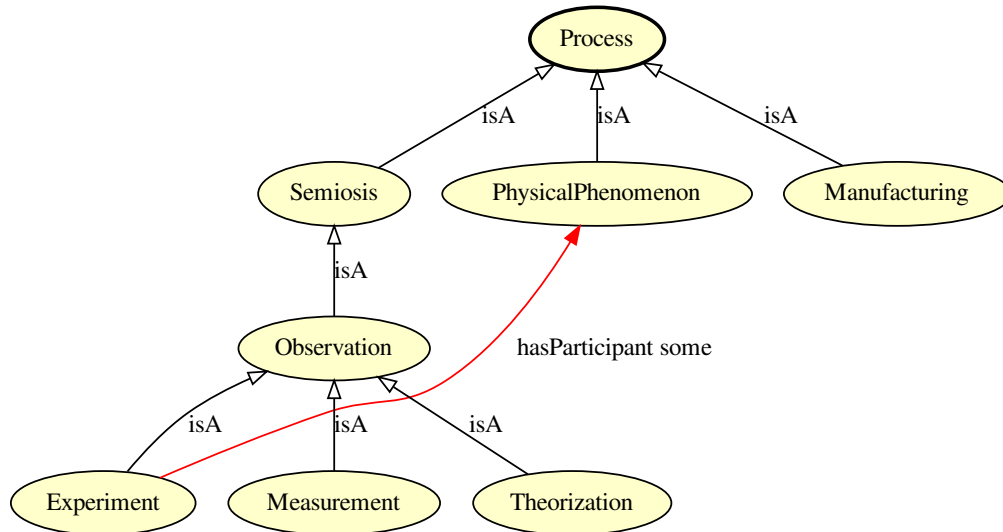 Process
isA
isA
isA
Semiosis
PhysicalPhenomenon
Manufacturing
isA
Observation
hasParticipant some
isA
isA
isA
Experiment
Measurement
Theorization